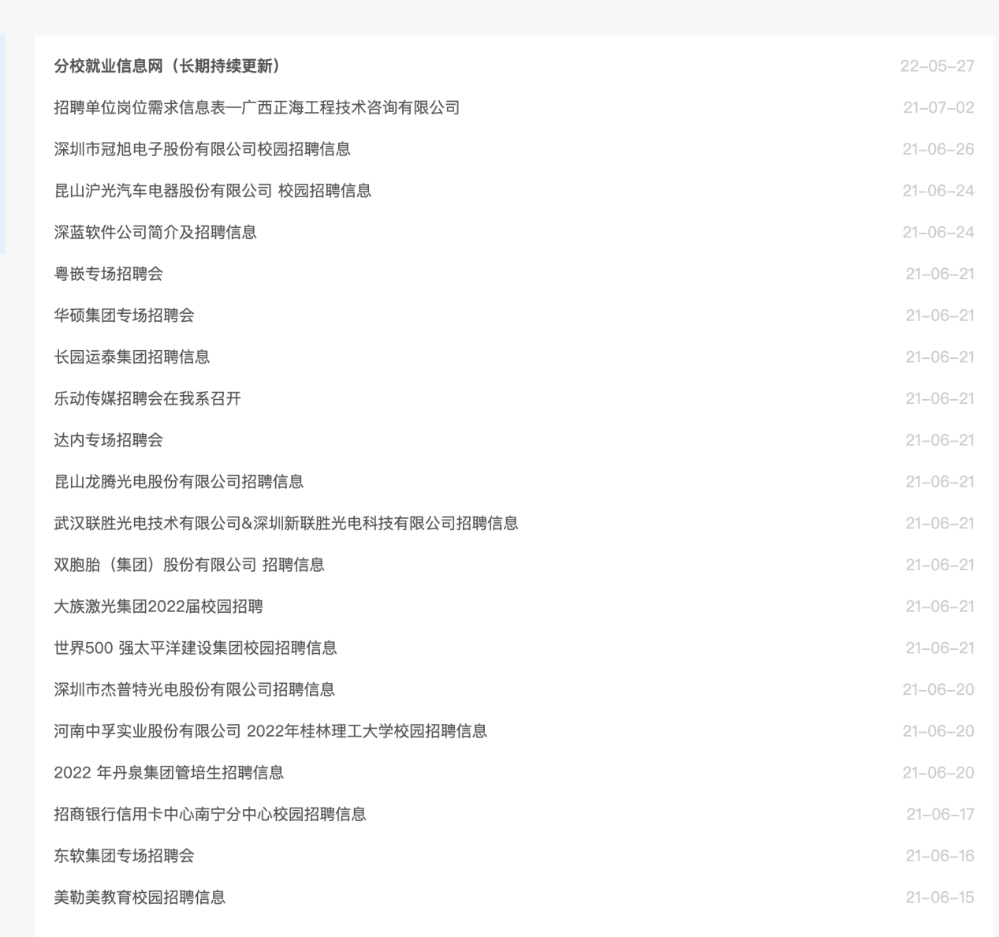 分校就业信息网（长期持续更新） 22-05-27
招聘单位岗位需求信息表—广西正海工程技术咨询有限公司 21-07-02
深圳市冠旭电子股份有限公司校园招聘信息 21-06-26
昆山沪光汽车电器股份有限公司 校园招聘信息 21-06-24
深蓝软件公司简介及招聘信息 21-06-24
粤嵌专场招聘会 21-06-21
华硕集团专场招聘会 21-06-21
长园运泰集团招聘信息 21-06-21
乐动传媒招聘会在我系召开 21-06-21
达内专场招聘会 21-06-21
昆山龙腾光电股份有限公司招聘信息 21-06-21
武汉联胜光电技术有限公司&深圳新联胜光电科技有限公司招聘信息 21-06-21
双胞胎（集团）股份有限公司 招聘信息 21-06-21
大族激光集团2022届校园招聘 21-06-21
世界500 强太平洋建设集团校园招聘信息 21-06-21
深圳市杰普特光电股份有限公司招聘信息 21-06-20
河南中孚实业股份有限公司 2022年桂林理工大学校园招聘信息 21-06-20
2022 年丹泉集团管培生招聘信息 21-06-20
招商银行信用卡中心南宁分中心校园招聘信息 21-06-17
东软集团专场招聘会 21-06-16
美勒美教育校园招聘信息 21-06-15